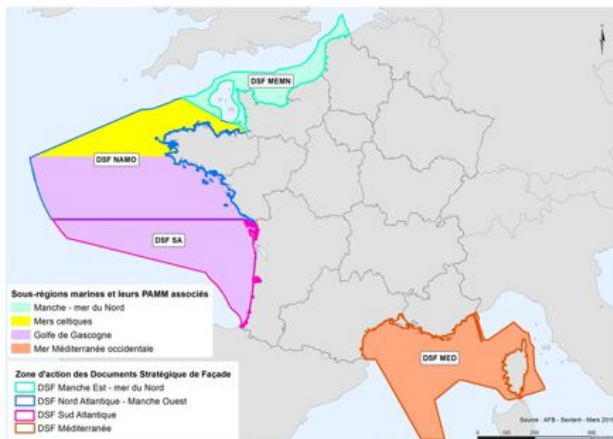 DSF MEMN
DSF NAMO
DSF SA
DSF MED
Sous-régions marines et leurs PAMM associés
Manche - mer du Nord
Mers celtiques
Golfe de Gascogne
Mer Méditerranée occidentale
Zone d'action des Documents Stratégique de Façade
DSF Manche Est - mer du Nord
DSF Nord Atlantique - Manche Ouest
DSF Sud Atlantique
DSF Méditerranée
Source : AFB - Sextant - Mars 201